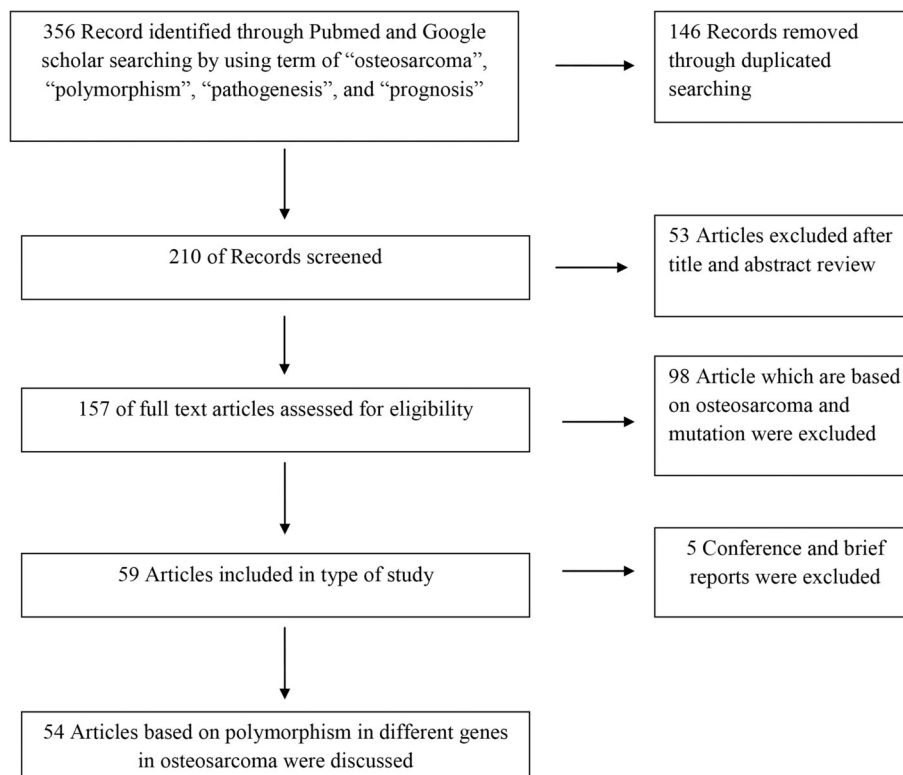 356 Record identified through Pubmed and Google
scholar searching by using term of “osteosarcoma”,
“polymorphism”, “pathogenesis”, and “prognosis”
146 Records removed
through duplicated
searching
210 of Records screened
53 Articles excluded after
title and abstract review
157 of full text articles assessed for eligibility
98 Article which are based
on osteosarcoma and
mutation were excluded
59 Articles included in type of study
5 Conference and brief
reports were excluded
54 Articles based on polymorphism in different genes
in osteosarcoma were discussed